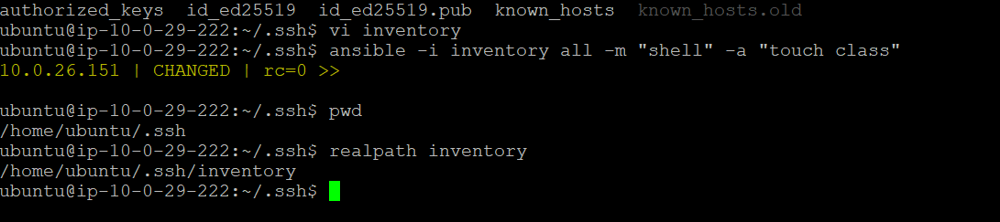 authorized_keys id_ed25519 id_ed25519.pub known_hosts known_hosts.old
ubuntu@ip-10-0-29-222:~/.ssh$ vi inventory
ubuntu@ip-10-0-29-222:~/.ssh$ ansible -i inventory all -m "shell" -a "touch class"
10.0.26.151 | CHANGED | rc=0 >>
ubuntu@ip-10-0-29-222:~/.ssh$ pwd
/home/ubuntu/.ssh
ubuntu@ip-10-0-29-222:~/.ssh$ realpath inventory
/home/ubuntu/.ssh/inventory
ubuntu@ip-10-0-29-222:~/.ssh$